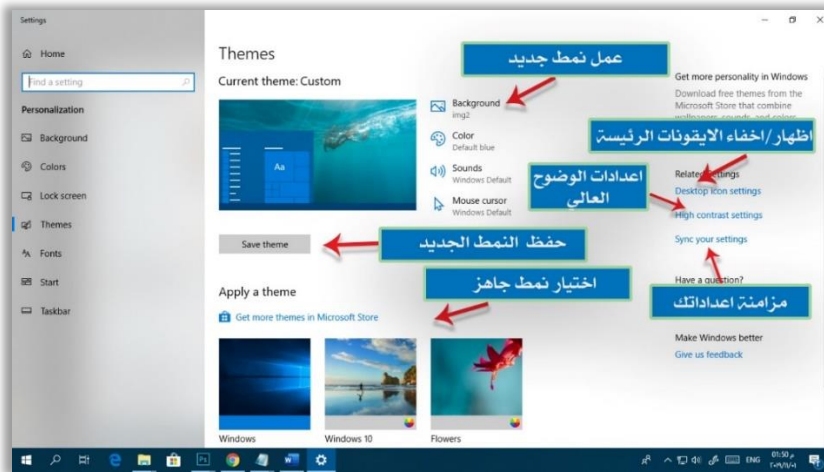 Settings
Home
Find a setting
Personalization
Background
Colors
Lock screen
Themes
Fonts
Start
Taskbar
Themes
Current theme: Custom
Aa
عمل نمط جديد
Background
img2
Color
Default blue
Sounds
Windows Default
Mouse cursor
Windows Default
Save theme
حفظ النمط الجديد
Apply a theme
اختيار نمط جاهز
Get more themes in Microsoft Store
Windows
Windows 10
Flowers
Get more personality in Windows
Download free themes from the
Microsoft Store that combine
wallpapers, sounds, and colors
اظهار/اخفاء الايقونات الرئيسة
Related Settings
Desktop icon settings
اعدادات الوضوح
العالي
High contrast settings
Sync your settings
Have a question?
مزامنة اعداداتك
Make Windows better
Give us feedback
ENG
01:50 م